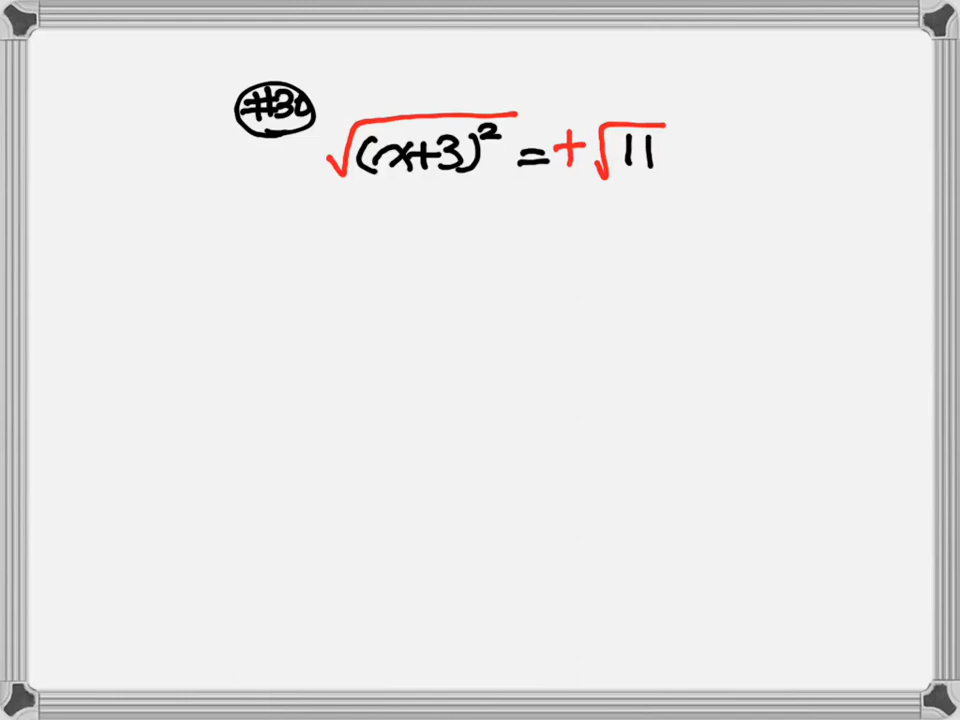 #30
√(x+3)² = +√11